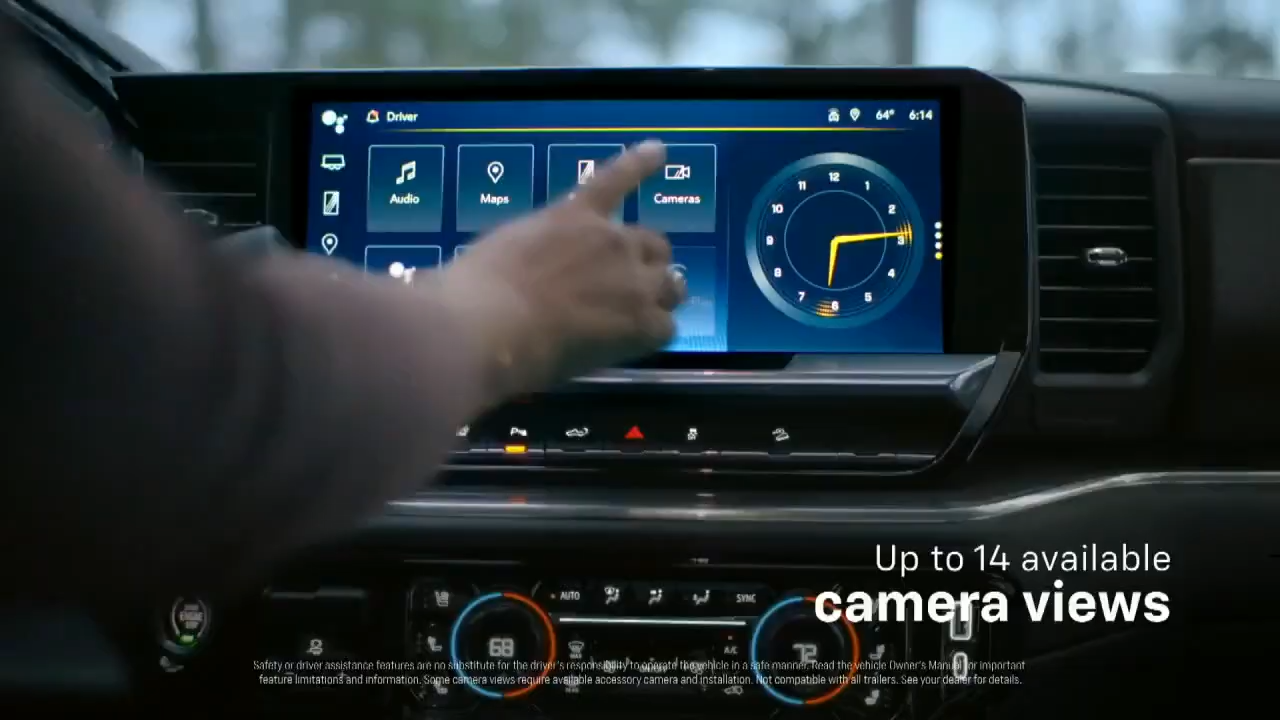 Driver
64° 6:14
Audio
Maps
Cameras
12
1
2
3
4
5
6
7
8
9
10
11
Up to 14 available
camera views
AUTO
SYNC
68
72
A/C
Safety or driver assistance features are no substitute for the driver's responsibility to operate the vehicle in a safe manner. Read the vehicle Owner's Manual for important
feature limitations and information. Some camera views require available accessory camera and installation. Not compatible with all trailers. See your dealer for details.